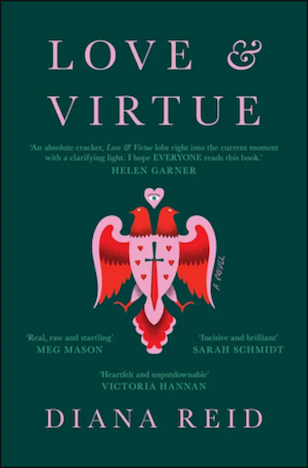 LOVE &
VIRTUE
'An absolute cracker, Love & Virtue lobs right into the current moment
with a clarifying light. I hope EVERYONE reads this book.'
HELEN GARNER
A NOVEL
'Real, raw and startling'
MEG MASON
'Incisive and brilliant'
SARAH SCHMIDT
'Heartfelt and unputdownable'
VICTORIA HANNAN
DIANA REID